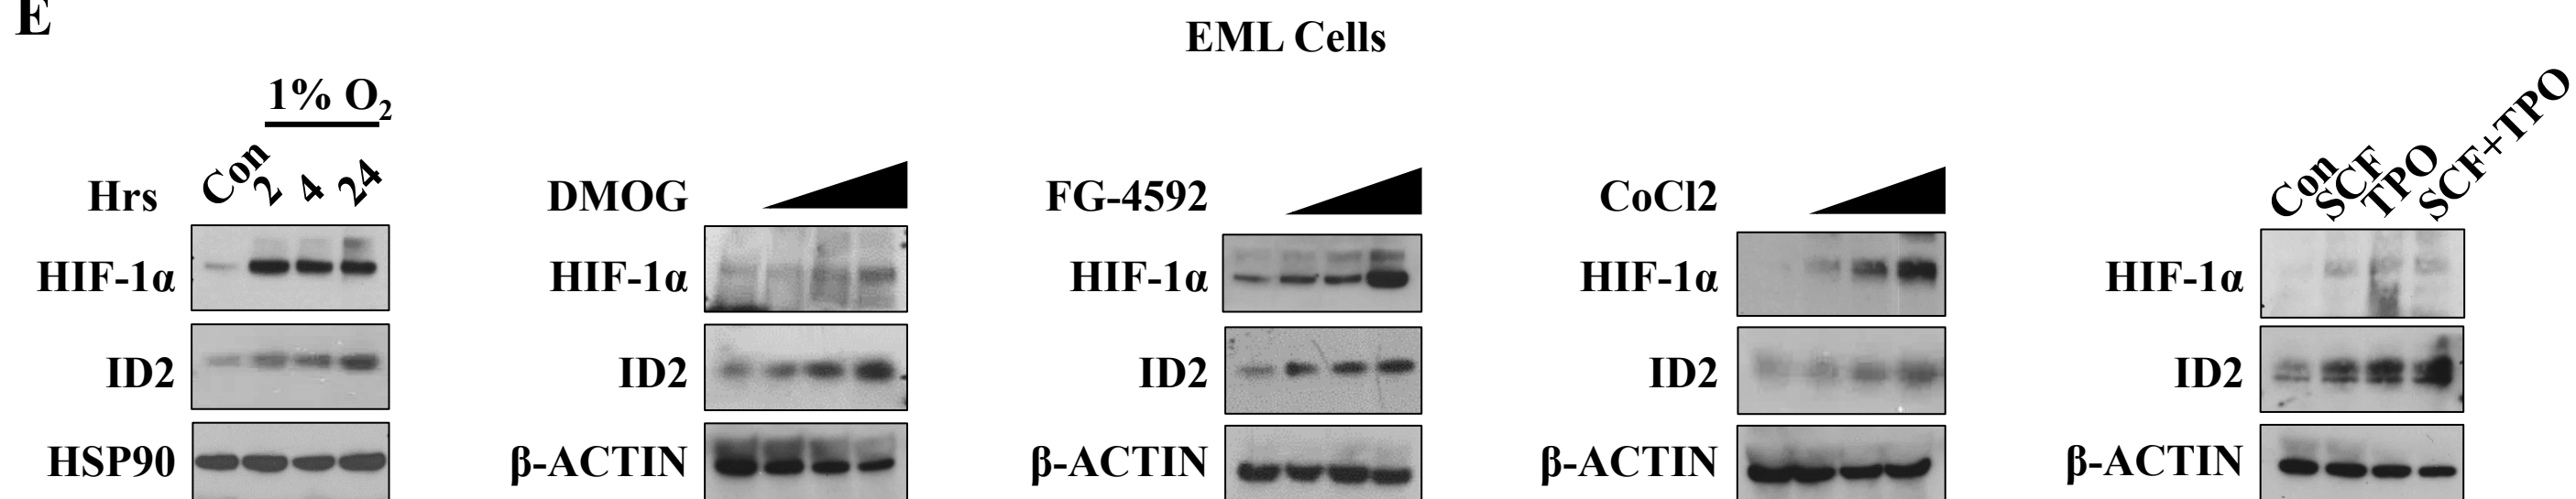 E
EML Cells
1% O2
Hrs Con 2 4 24
HIF-1α
ID2
HSP90
DMOG
HIF-1α
ID2
β-ACTIN
FG-4592
HIF-1α
ID2
β-ACTIN
CoCl2
HIF-1α
ID2
β-ACTIN
Con SCF TPO SCF+TPO
HIF-1α
ID2
β-ACTIN